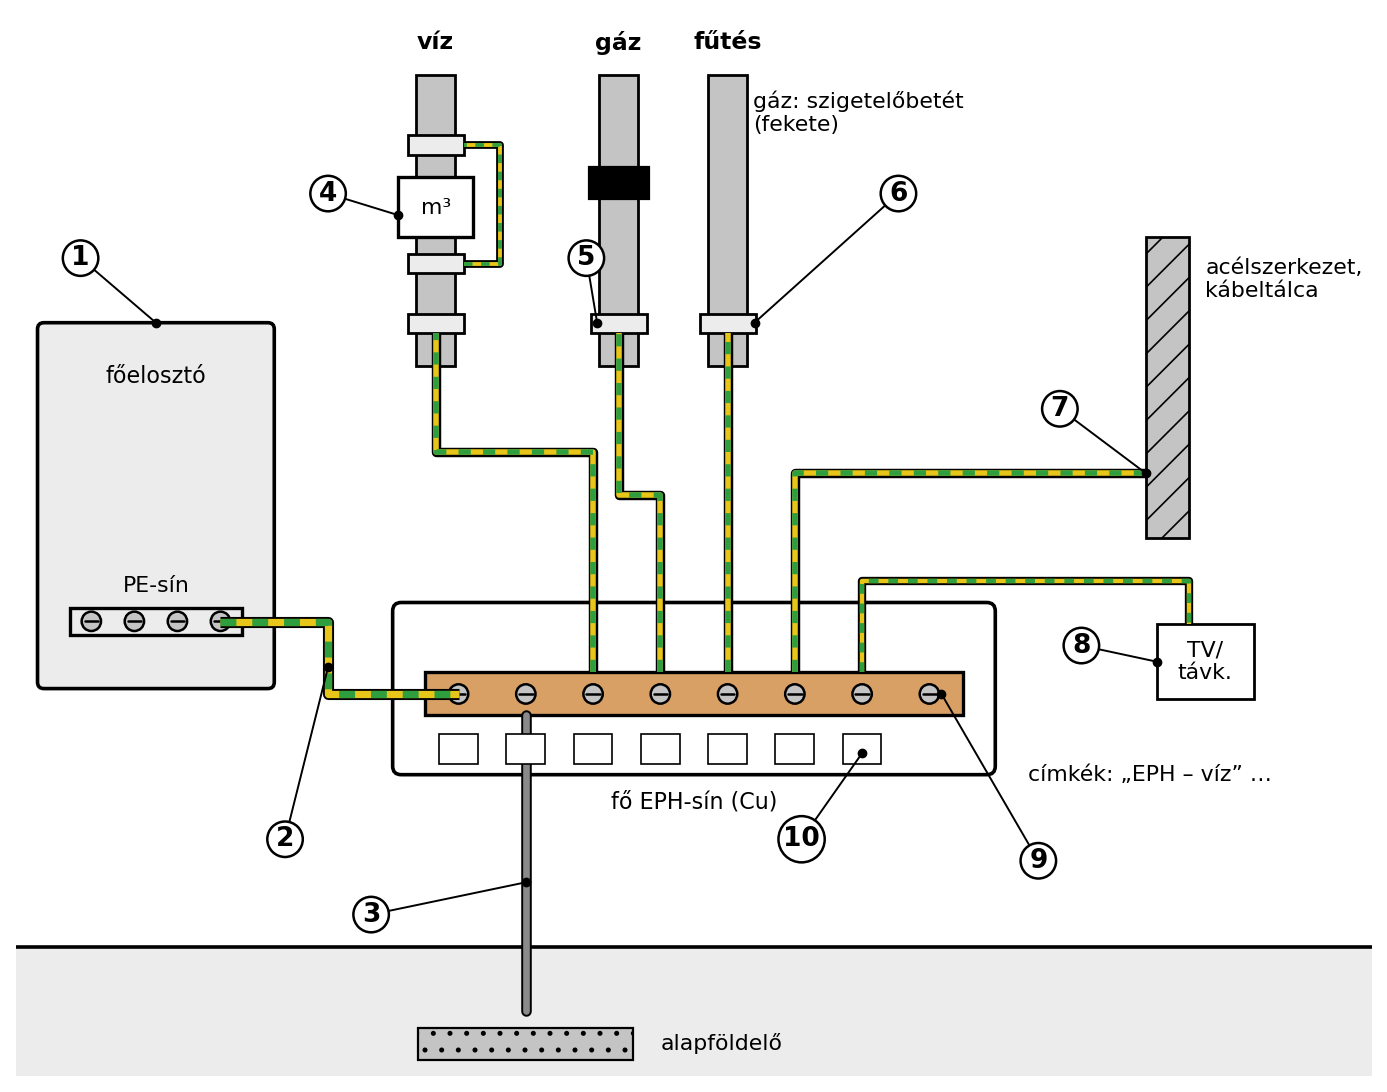 víz
gáz
fűtés
gáz: szigetelőbetét
(fekete)
4
6
m³
1
5
acélszerkezet,
kábeltálca
főelosztó
7
PE-sín
8
TV/
távk.
címkék: „EPH – víz” …
fő EPH-sín (Cu)
2
10
9
3
alapföldelő